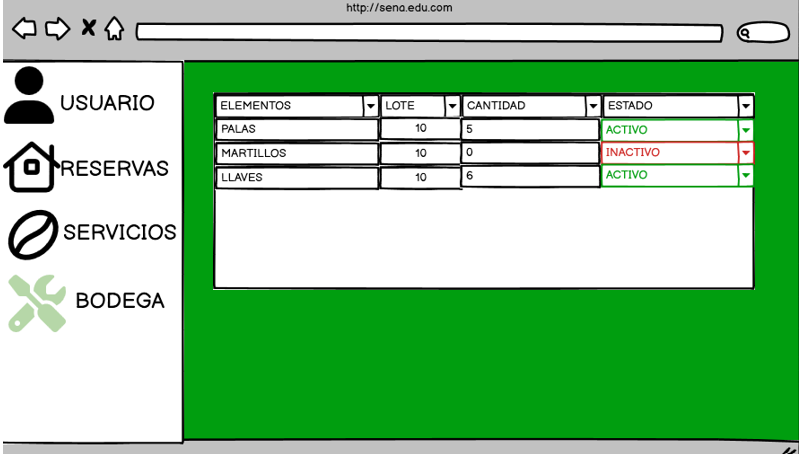 http://sena.edu.com
USUARIO
RESERVAS
SERVICIOS
BODEGA
ELEMENTOS LOTE CANTIDAD ESTADO
PALAS 10 5 ACTIVO
MARTILLOS 10 0 INACTIVO
LLAVES 10 6 ACTIVO